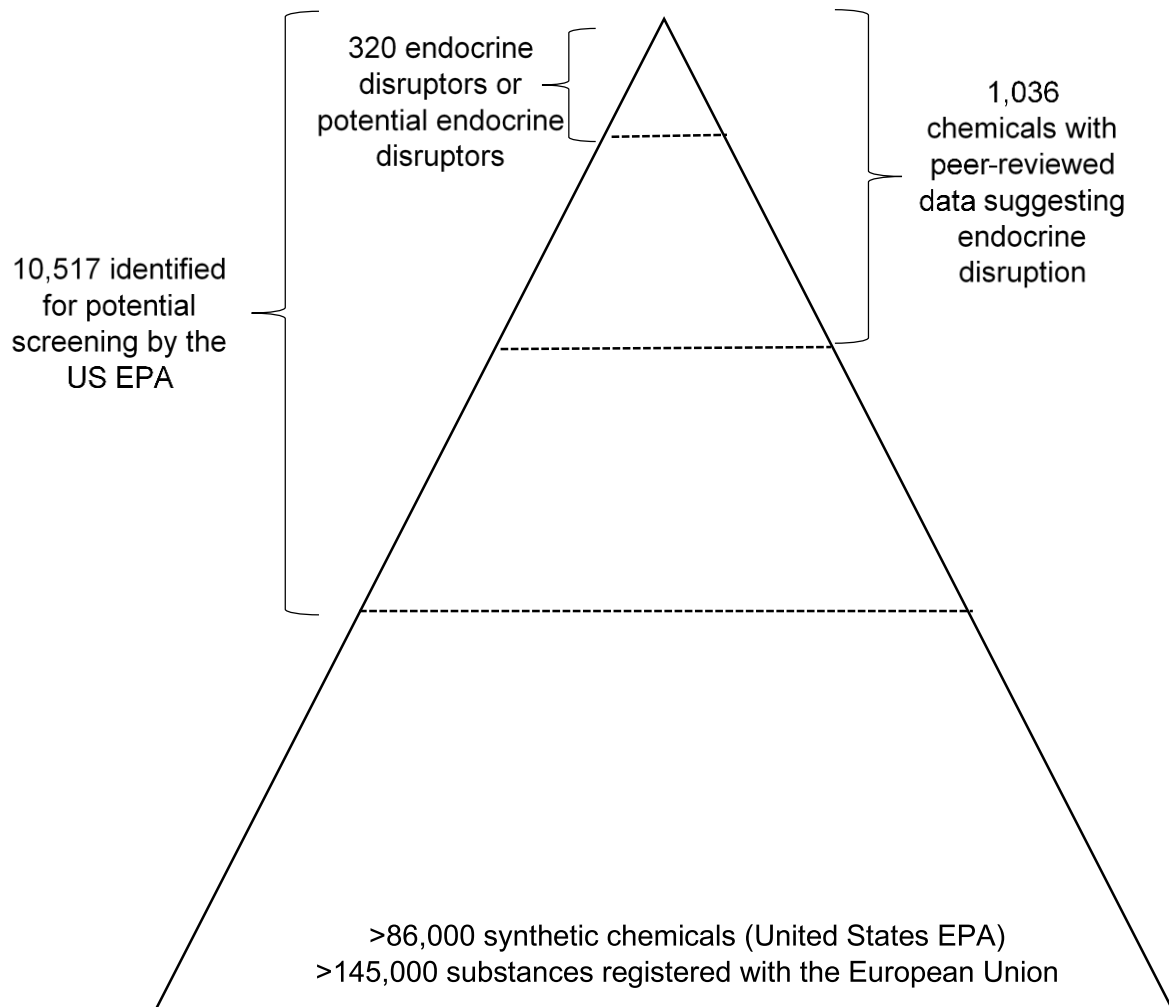 320 endocrine
disruptors or
potential endocrine
disruptors
1,036
chemicals with
peer-reviewed
data suggesting
endocrine
disruption
10,517 identified
for potential
screening by the
US EPA
>86,000 synthetic chemicals (United States EPA)
>145,000 substances registered with the European Union